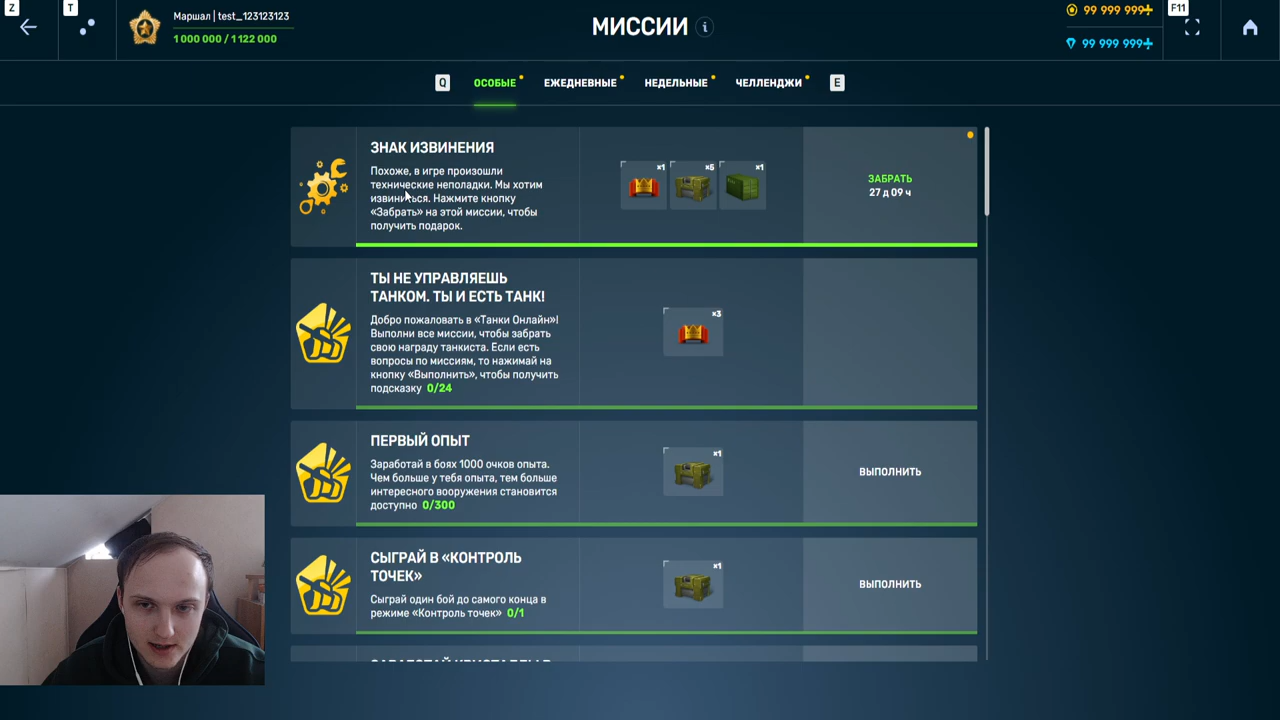 Z
T
Маршал | test_123123123
1 000 000 / 1 122 000
МИССИИ
i
99 999 999+
99 999 999+
F11
Q
ОСОБЫЕ
ЕЖЕДНЕВНЫЕ
НЕДЕЛЬНЫЕ
ЧЕЛЛЕНДЖИ
E
ЗНАК ИЗВИНЕНИЯ
Похоже, в игре произошли
технические неполадки. Мы хотим
извиниться. Нажмите кнопку
«Забрать» на этой миссии, чтобы
получить подарок.
x1
x5
x1
ЗАБРАТЬ
27 д 09 ч
ТЫ НЕ УПРАВЛЯЕШЬ
ТАНКОМ. ТЫ И ЕСТЬ ТАНК!
Добро пожаловать в «Танки Онлайн»!
Выполни все миссии, чтобы забрать
свою награду танкиста. Если есть
вопросы по миссиям, то нажимай на
кнопку «Выполнить», чтобы получить
подсказку 0/24
x3
ПЕРВЫЙ ОПЫТ
Заработай в боях 1000 очков опыта.
Чем больше у тебя опыта, тем больше
интересного вооружения становится
доступно 0/300
x1
ВЫПОЛНИТЬ
СЫГРАЙ В «КОНТРОЛЬ
ТОЧЕК»
Сыграй один бой до самого конца в
режиме «Контроль точек» 0/1
x1
ВЫПОЛНИТЬ